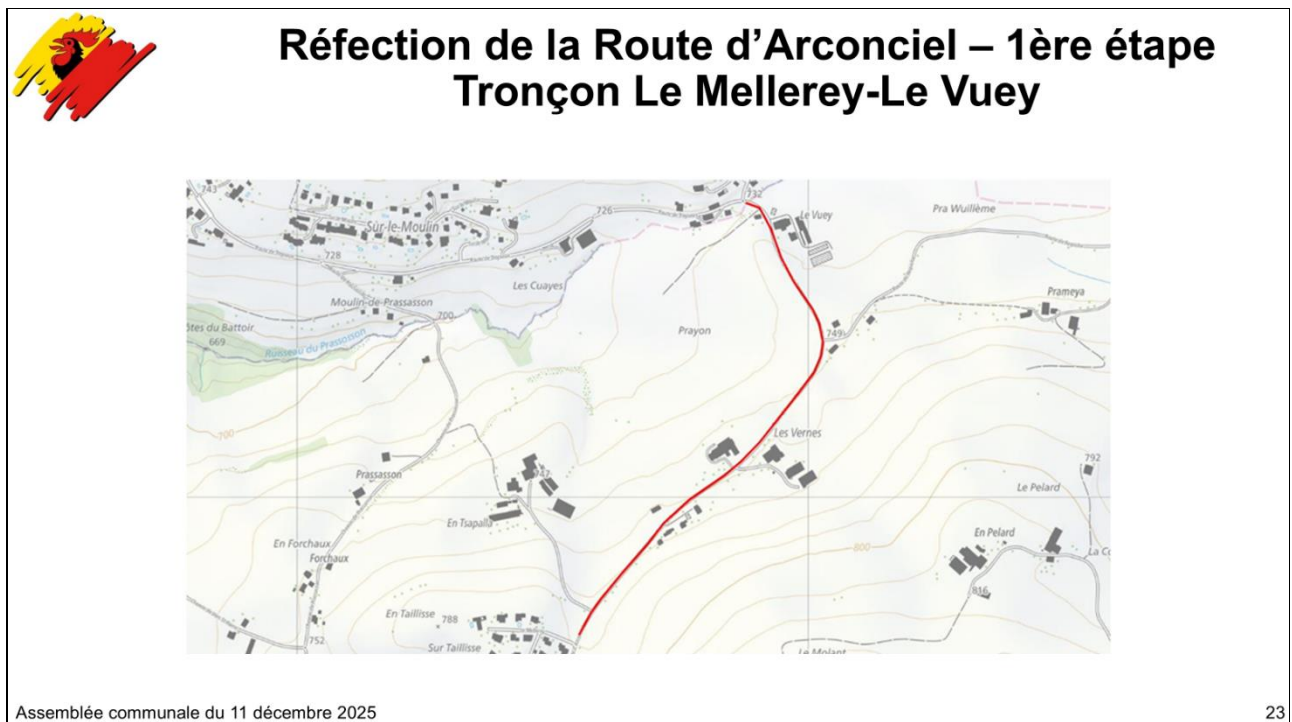 Réfection de la Route d’Arconciel – 1ère étape
Tronçon Le Mellerey-Le Vuey
743
732
726
Le Vuey
Pra Wuillème
Sur-le-Moulin
728
Les Cuayes
Moulin-de-Prassasson
Prameya
700
ôtes du Battoir
Prayon
749
669
Ruisseau du Prassasson
700
Les Vernes
792
Prassasson
747
Le Pelard
En Tsapalla
En Forchaux
En Pelard
800
Forchaux
La Co
816
En Taillisse
788
752
Sur Taillisse
Le Molant
Assemblée communale du 11 décembre 2025
23